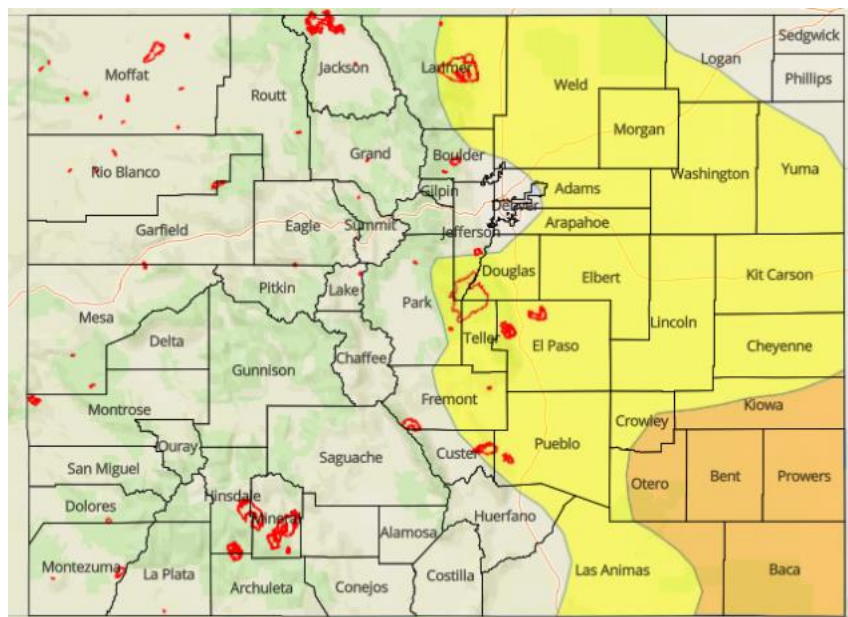 Sedgwick
Logan
Phillips
Moffat
Jackson
Larimer
Weld
Routt
Morgan
Grand
Boulder
Rio Blanco
Washington
Yuma
Gilpin
Adams
Denver
Garfield
Eagle
Summit
Jefferson
Arapahoe
Douglas
Elbert
Kit Carson
Pitkin
Lake
Park
Mesa
Lincoln
Delta
Teller
El Paso
Cheyenne
Chaffee
Gunnison
Fremont
Kiowa
Montrose
Crowley
Ouray
Pueblo
Custer
Saguache
San Miguel
Otero
Bent
Prowers
Hinsdale
Dolores
Mineral
Huerfano
Alamosa
Montezuma
La Plata
Las Animas
Baca
Costilla
Archuleta
Conejos